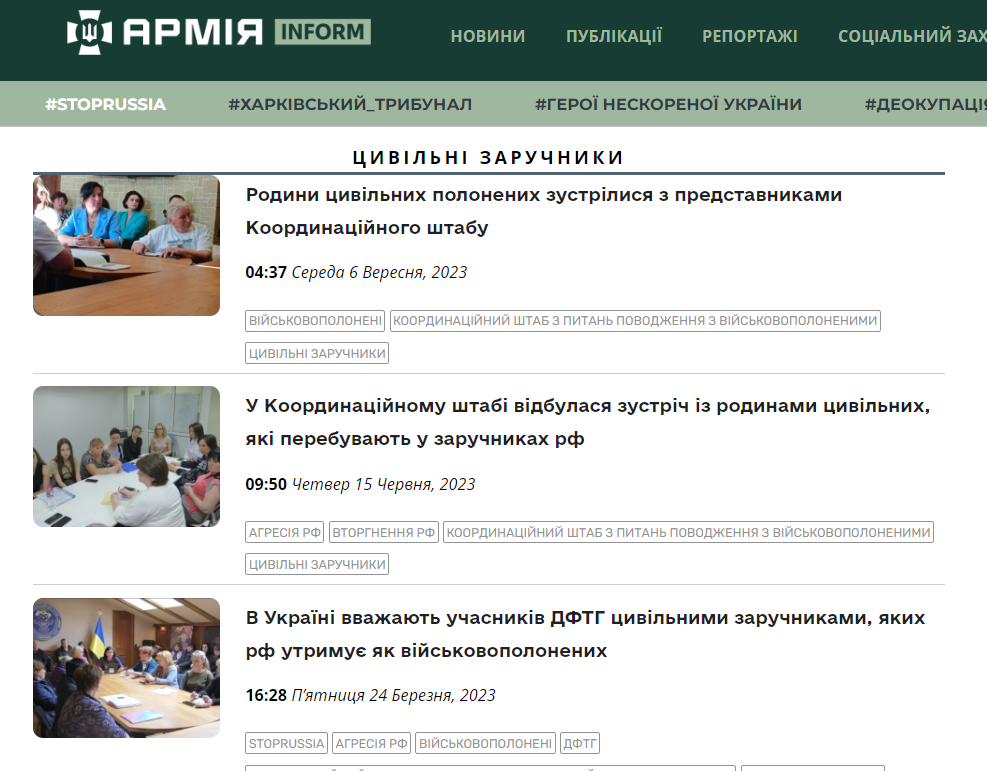 АРМІЯ INFORM
НОВИНИ ПУБЛІКАЦІЇ РЕПОРТАЖІ СОЦІАЛЬНИЙ ЗАХ
#STOPRUSSIA #ХАРКІВСЬКИЙ_ТРИБУНАЛ #ГЕРОЇ НЕСКОРЕНОЇ УКРАЇНИ #ДЕОКУПАЦІЯ
ЦИВІЛЬНІ ЗАРУЧНИКИ
Родини цивільних полонених зустрілися з представниками
Координаційного штабу
04:37 Середа 6 Вересня, 2023
ВІЙСЬКОВОПОЛОНЕНІ КООРДИНАЦІЙНИЙ ШТАБ З ПИТАНЬ ПОВОДЖЕННЯ З ВІЙСЬКОВОПОЛОНЕНИМИ
ЦИВІЛЬНІ ЗАРУЧНИКИ
У Координаційному штабі відбулася зустріч із родинами цивільних,
які перебувають у заручниках рф
09:50 Четвер 15 Червня, 2023
АГРЕСІЯ РФ ВТОРГНЕННЯ РФ КООРДИНАЦІЙНИЙ ШТАБ З ПИТАНЬ ПОВОДЖЕННЯ З ВІЙСЬКОВОПОЛОНЕНИМИ
ЦИВІЛЬНІ ЗАРУЧНИКИ
В Україні вважають учасників ДФТГ цивільними заручниками, яких
рф утримує як військовополонених
16:28 П'ятниця 24 Березня, 2023
STOPRUSSIA АГРЕСІЯ РФ ВІЙСЬКОВОПОЛОНЕНІ ДФТГ